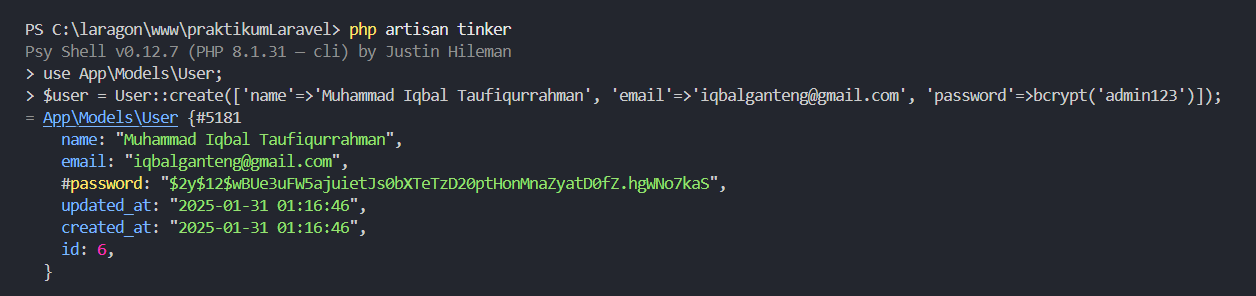 PS C:\laragon\www\praktikumLaravel> php artisan tinker
Psy Shell v0.12.7 (PHP 8.1.31 — cli) by Justin Hileman
> use App\Models\User;
> $user = User::create(['name'=>'Muhammad Iqbal Taufiqurrahman', 'email'=>'iqbalganteng@gmail.com', 'password'=>bcrypt('admin123')]);
= App\Models\User {#5181
name: "Muhammad Iqbal Taufiqurrahman",
email: "iqbalganteng@gmail.com",
#password: "$2y$12$wBUe3uFW5ajuietJs0bXTeTzD20ptHonMnaZyatD0fZ.hgWNo7kaS",
updated_at: "2025-01-31 01:16:46",
created_at: "2025-01-31 01:16:46",
id: 6,
}